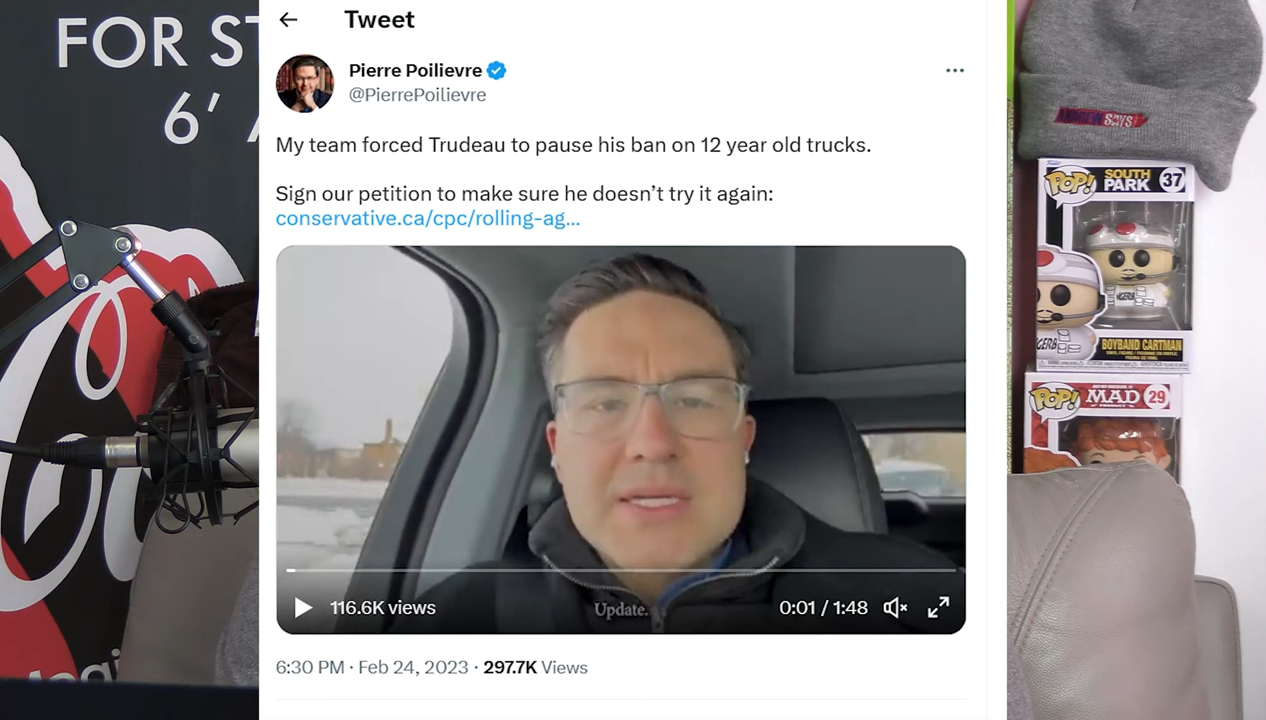 FOR ST
6'
Tweet
Pierre Poilievre
@PierrePoilievre
My team forced Trudeau to pause his ban on 12 year old trucks.
Sign our petition to make sure he doesn’t try it again:
conservative.ca/cpc/rolling-ag...
Update.
116.6K views
0:01 / 1:48
6:30 PM · Feb 24, 2023 · 297.7K Views
ANDREW SAYS
POP!
SOUTH PARK
37
BOYBAND CARTMAN
POP!
MAD
29